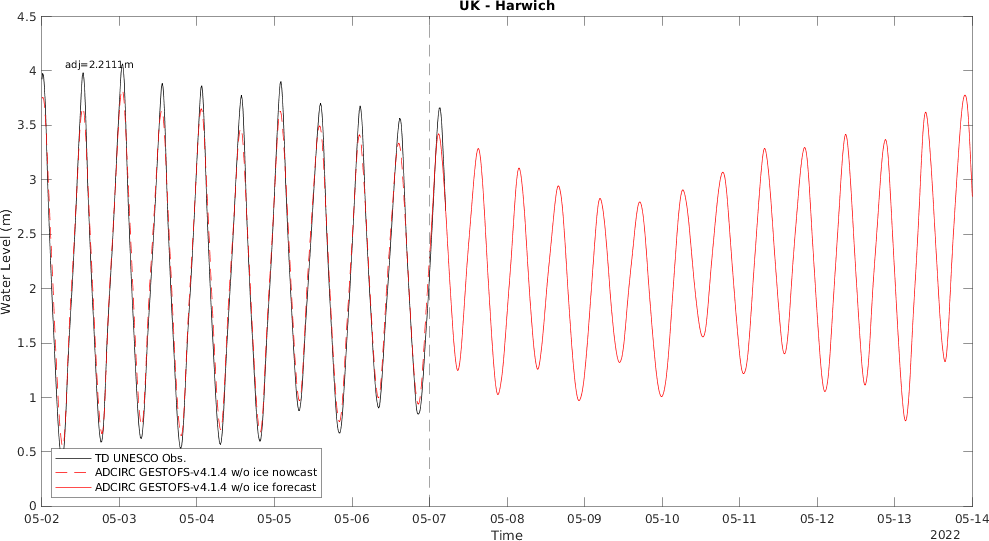 UK - Harwich
4.5
4
3.5
3
2.5
2
1.5
1
0.5
0
Water Level (m)
adj=2.2111m
TD UNESCO Obs.
ADCIRC GESTOFS-v4.1.4 w/o ice nowcast
ADCIRC GESTOFS-v4.1.4 w/o ice forecast
05-02 05-03 05-04 05-05 05-06 05-07 05-08 05-09 05-10 05-11 05-12 05-13 05-14
Time
2022